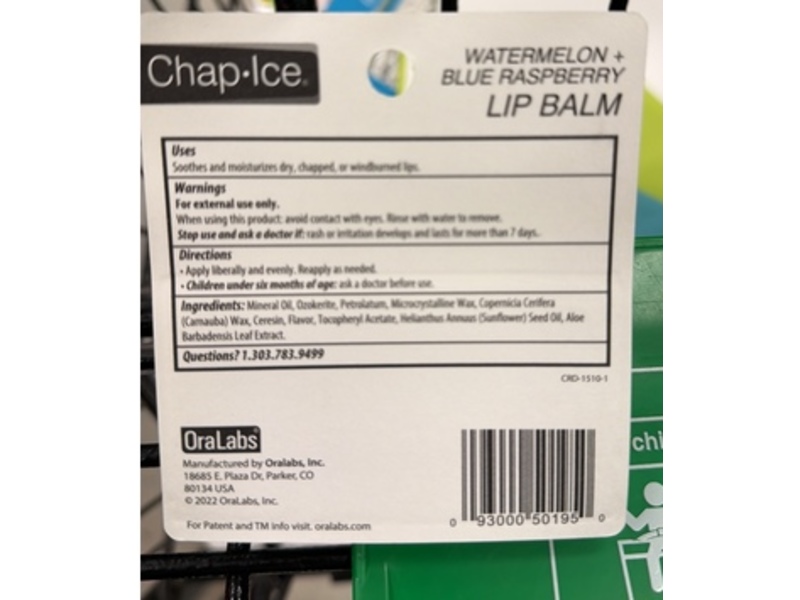 Chap•Ice®
WATERMELON +
BLUE RASPBERRY
LIP BALM
Uses
Soothes and moisturizes dry, chapped, or windburned lips.
Warnings
For external use only.
When using this product: avoid contact with eyes. Rinse with water to remove.
Stop use and ask a doctor if: rash or irritation develops and lasts for more than 7 days.
Directions
• Apply liberally and evenly. Reapply as needed.
• Children under six months of age: ask a doctor before use.
Ingredients: Mineral Oil, Ozokerite, Petrolatum, Microcrystalline Wax, Copernicia Cerifera
(Carnauba) Wax, Ceresin, Flavor, Tocopheryl Acetate, Helianthus Annuus (Sunflower) Seed Oil, Aloe
Barbadensis Leaf Extract.
Questions? 1.303.783.9499
CRD-1510-1
OraLabs
Manufactured by Oralabs, Inc.
18685 E. Plaza Dr, Parker, CO
80134 USA
© 2022 OraLabs, Inc.
For Patent and TM info visit. oralabs.com
0 93000 50195 0
chi